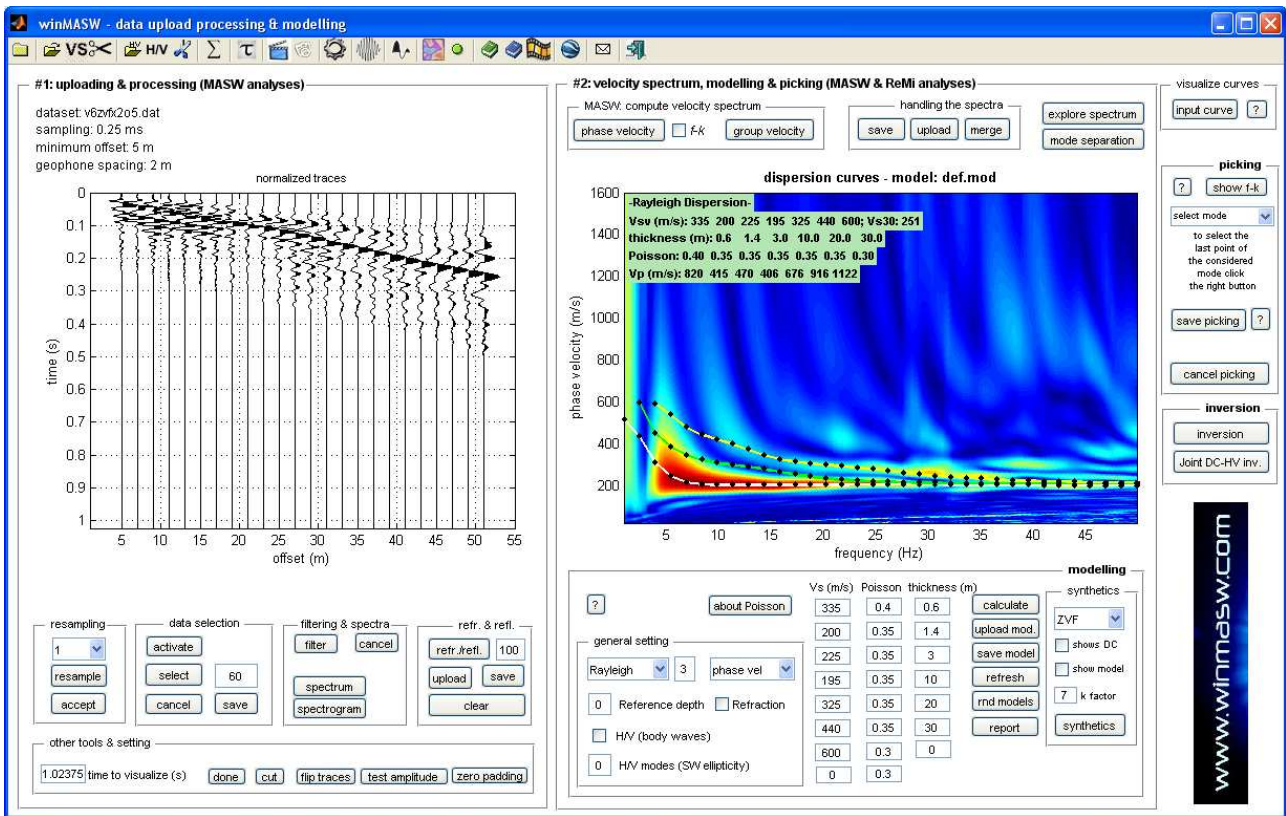 winMASW - data upload processing & modelling
VS
H/V
Σ
τ
#1: uploading & processing (MASW analyses)
dataset: v6zvfx2o5.dat
sampling: 0.25 ms
minimum offset: 5 m
geophone spacing: 2 m
normalized traces
0
0.1
0.2
0.3
0.4
0.5
0.6
0.7
0.8
0.9
1
time (s)
5 10 15 20 25 30 35 40 45 50 55
offset (m)
resampling
1
resample
accept
data selection
activate
select 60
cancel save
filtering & spectra
filter cancel
spectrum
spectrogram
refr. & refl.
refr./refl. 100
upload save
clear
other tools & setting
1.02375 time to visualize (s) done cut flip traces test amplitude zero padding
#2: velocity spectrum, modelling & picking (MASW & ReMi analyses)
MASW: compute velocity spectrum
phase velocity f-k group velocity
handling the spectra
save upload merge
explore spectrum
mode separation
dispersion curves - model: def.mod
-Rayleigh Dispersion-
Vsv (m/s): 335 200 225 195 325 440 600; Vs30: 251
thickness (m): 0.6 1.4 3.0 10.0 20.0 30.0
Poisson: 0.40 0.35 0.35 0.35 0.35 0.35 0.30
Vp (m/s): 820 415 470 406 676 916 1122
1600
1400
1200
1000
800
600
400
200
phase velocity (m/s)
5 10 15 20 25 30 35 40 45
frequency (Hz)
modelling
? about Poisson
general setting
Rayleigh 3 phase vel
0 Reference depth Refraction
H/V (body waves)
0 H/V modes (SW ellipticity)
Vs (m/s) Poisson thickness (m)
335 0.4 0.6
200 0.35 1.4
225 0.35 3
195 0.35 10
325 0.35 20
440 0.35 30
600 0.3 0
0 0.3
calculate
upload mod.
save model
refresh
rnd models
report
synthetics
ZVF
shows DC
show model
7 k factor
synthetics
visualize curves
input curve ?
picking
? show f-k
select mode
to select the
last point of
the considered
mode click
the right button
save picking ?
cancel picking
inversion
inversion
Joint DC-HV inv.
www.winmasw.com